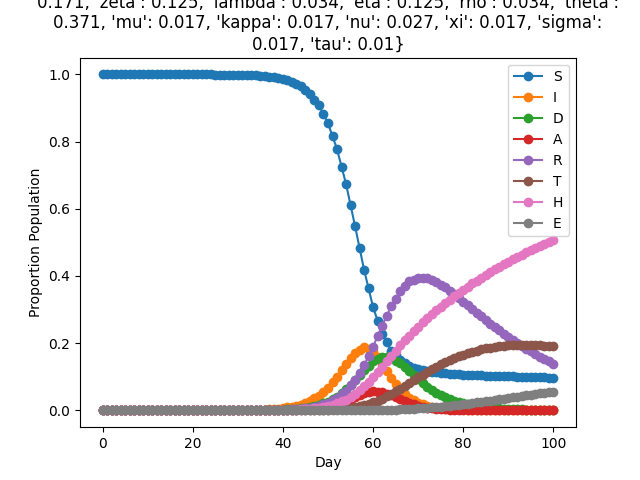 0.171, 'zeta': 0.125, 'lambda': 0.034, 'eta': 0.125, 'rho': 0.034, 'theta':
0.371, 'mu': 0.017, 'kappa': 0.017, 'nu': 0.027, 'xi': 0.017, 'sigma':
0.017, 'tau': 0.01}
1.0
0.8
0.6
0.4
0.2
0.0
Proportion Population
S
I
D
A
R
T
H
E
0 20 40 60 80 100
Day